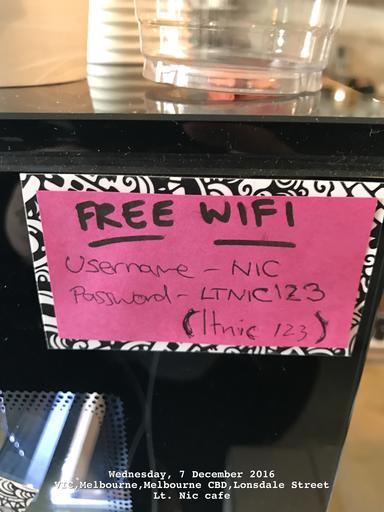 FREE WIFI
Username - NIC
Password - LTNIC123
(ltnic 123)
Wednesday, 7 December 2016
VIC,Melbourne,Melbourne CBD,Lonsdale Street
Lt. Nic cafe